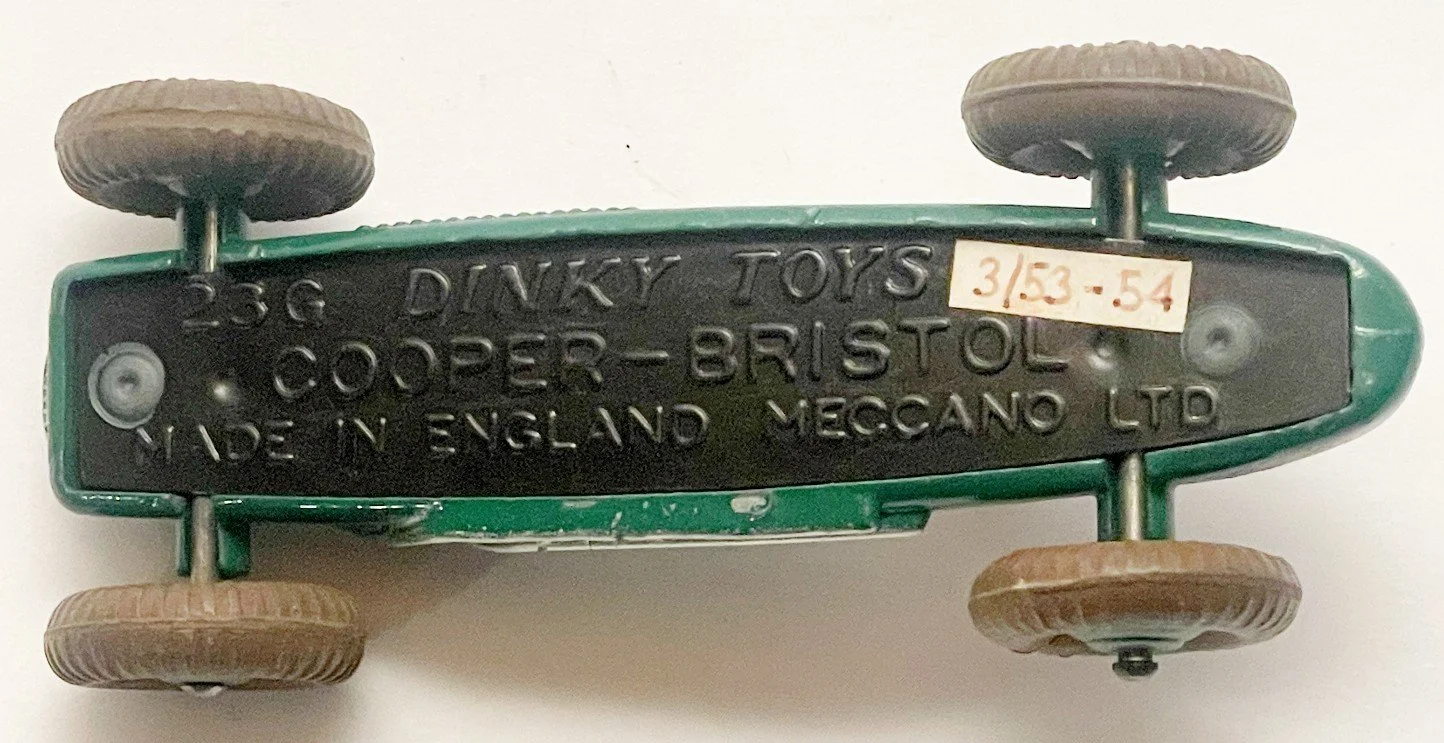 23G DINKY TOYS
3/53-54
COOPER-BRISTOL
MADE IN ENGLAND MECCANO LTD